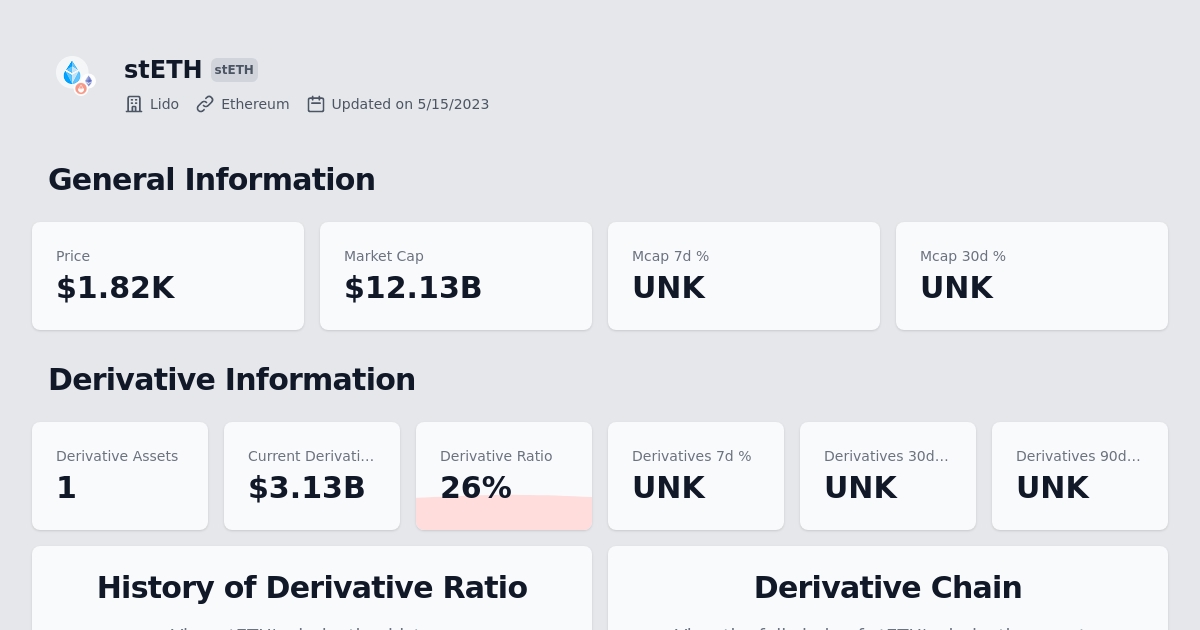 stETH stETH
Lido Ethereum Updated on 5/15/2023
General Information
Price Market Cap Mcap 7d % Mcap 30d %
$1.82K $12.13B UNK UNK
Derivative Information
Derivative Assets Current Derivati... Derivative Ratio Derivatives 7d % Derivatives 30d... Derivatives 90d...
1 $3.13B 26% UNK UNK UNK
History of Derivative Ratio Derivative Chain